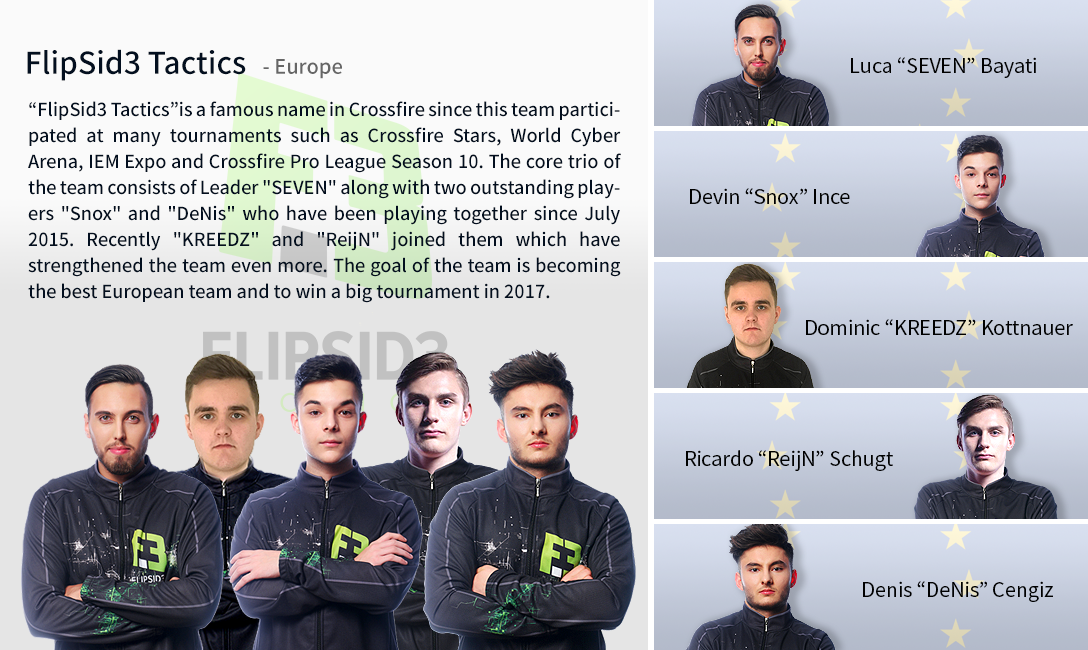 FlipSid3 Tactics - Europe
“FlipSid3 Tactics”is a famous name in Crossfire since this team partici-
pated at many tournaments such as Crossfire Stars, World Cyber
Arena, IEM Expo and Crossfire Pro League Season 10. The core trio of
the team consists of Leader "SEVEN" along with two outstanding play-
ers "Snox" and "DeNis" who have been playing together since July
2015. Recently "KREEDZ" and "ReijN" joined them which have
strengthened the team even more. The goal of the team is becoming
the best European team and to win a big tournament in 2017.
FLIPSID3
FLIPSID3
Luca “SEVEN” Bayati
Devin “Snox” Ince
Dominic “KREEDZ” Kottnauer
Ricardo “ReijN” Schugt
Denis “DeNis” Cengiz